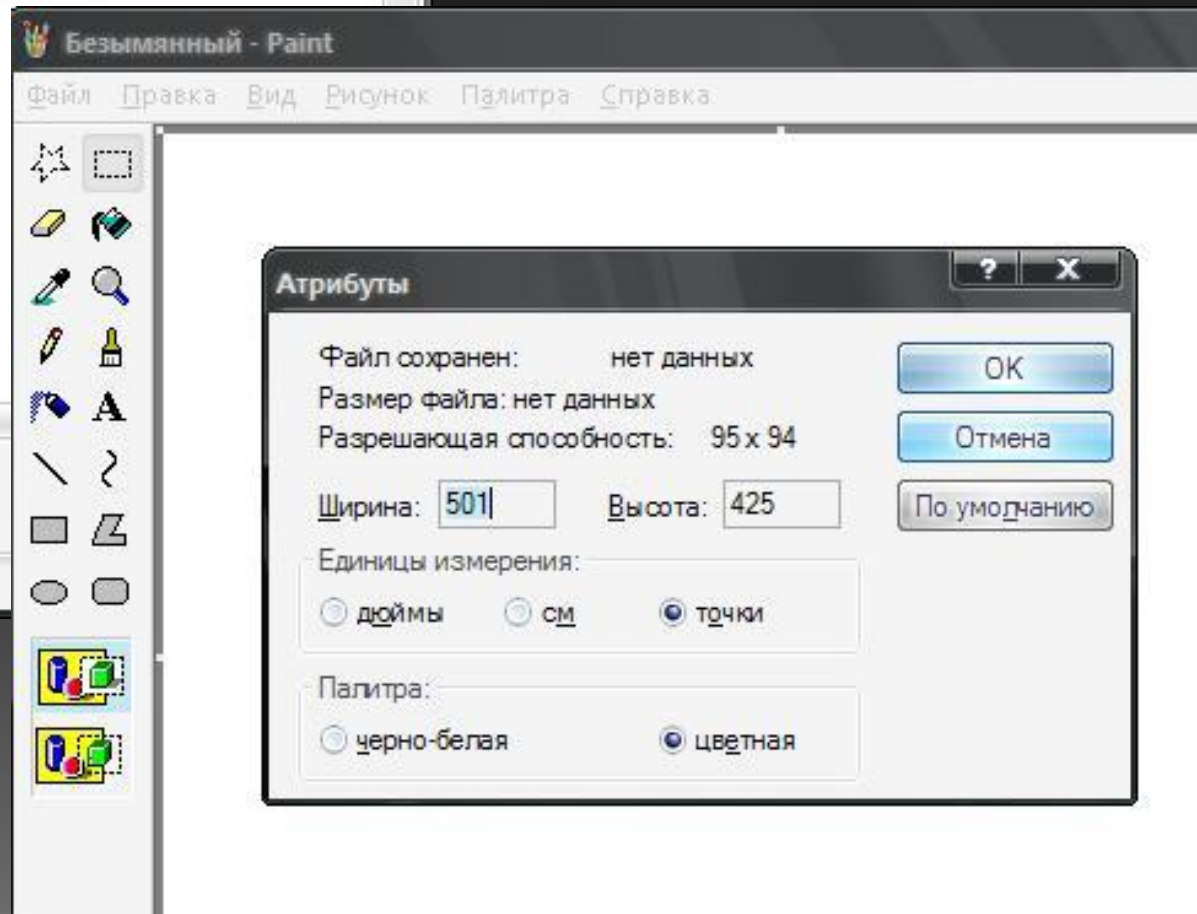 Безымянный - Paint
Файл Правка Вид Рисунок Палитра Справка
Атрибуты
Файл сохранен: нет данных
OK
Размер файла: нет данных
Разрешающая способность: 95 x 94
Отмена
Ширина: 501 Высота: 425
По умолчанию
Единицы измерения:
дюймы см точки
Палитра:
черно-белая цветная